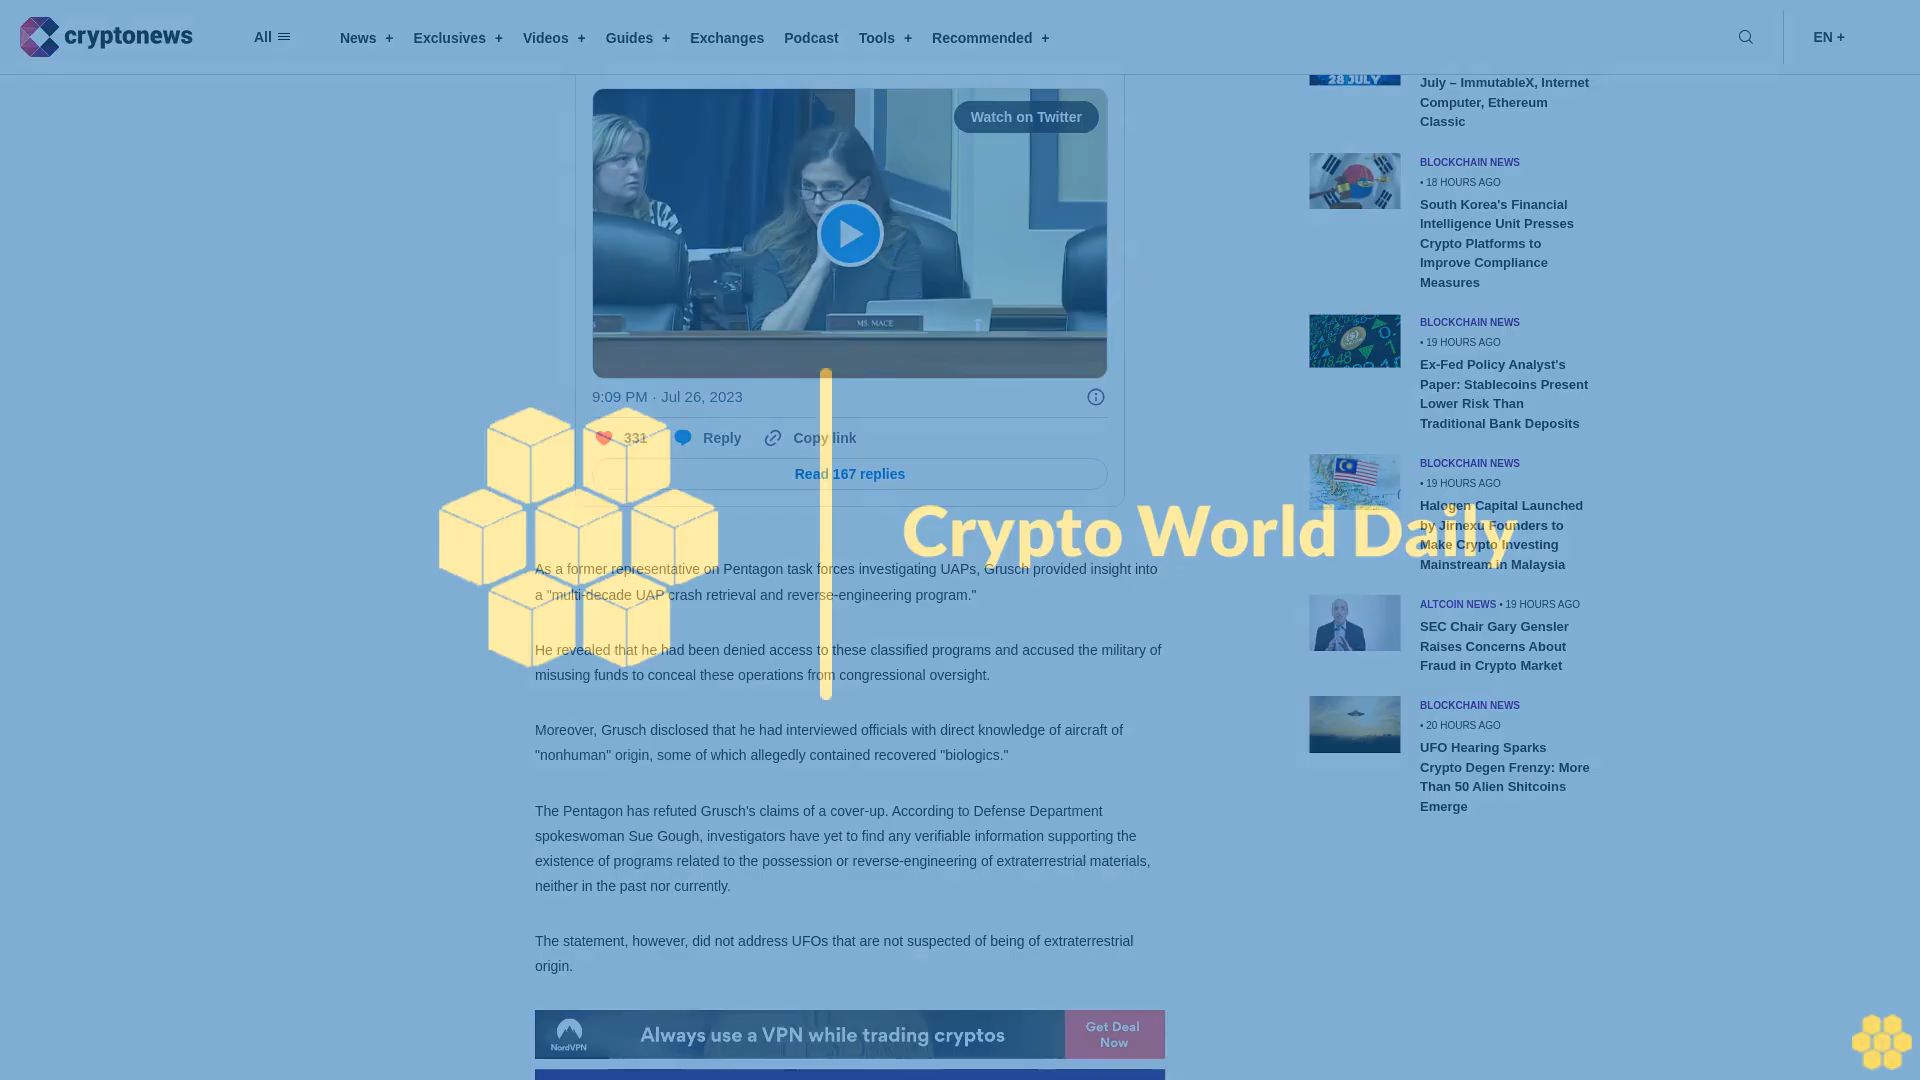 cryptonews
All
News +
Exclusives +
Videos +
Guides +
Exchanges
Podcast
Tools +
Recommended +
EN +
Watch on Twitter
MS. MACE
9:09 PM · Jul 26, 2023
331
Reply
Copy link
Read 167 replies
Crypto World Daily
As a former representative on Pentagon task forces investigating UAPs, Grusch provided insight into
a "multi-decade UAP crash retrieval and reverse-engineering program."
He revealed that he had been denied access to these classified programs and accused the military of
misusing funds to conceal these operations from congressional oversight.
Moreover, Grusch disclosed that he had interviewed officials with direct knowledge of aircraft of
"nonhuman" origin, some of which allegedly contained recovered "biologics."
The Pentagon has refuted Grusch's claims of a cover-up. According to Defense Department
spokeswoman Sue Gough, investigators have yet to find any verifiable information supporting the
existence of programs related to the possession or reverse-engineering of extraterrestrial materials,
neither in the past nor currently.
The statement, however, did not address UFOs that are not suspected of being of extraterrestrial
origin.
NordVPN
Always use a VPN while trading cryptos
Get Deal
Now
28 JULY
July – ImmutableX, Internet
Computer, Ethereum
Classic
BLOCKCHAIN NEWS
• 18 HOURS AGO
South Korea's Financial
Intelligence Unit Presses
Crypto Platforms to
Improve Compliance
Measures
BLOCKCHAIN NEWS
• 19 HOURS AGO
Ex-Fed Policy Analyst's
Paper: Stablecoins Present
Lower Risk Than
Traditional Bank Deposits
BLOCKCHAIN NEWS
• 19 HOURS AGO
Halogen Capital Launched
by Jirnexu Founders to
Make Crypto Investing
Mainstream in Malaysia
ALTCOIN NEWS • 19 HOURS AGO
SEC Chair Gary Gensler
Raises Concerns About
Fraud in Crypto Market
BLOCKCHAIN NEWS
• 20 HOURS AGO
UFO Hearing Sparks
Crypto Degen Frenzy: More
Than 50 Alien Shitcoins
Emerge